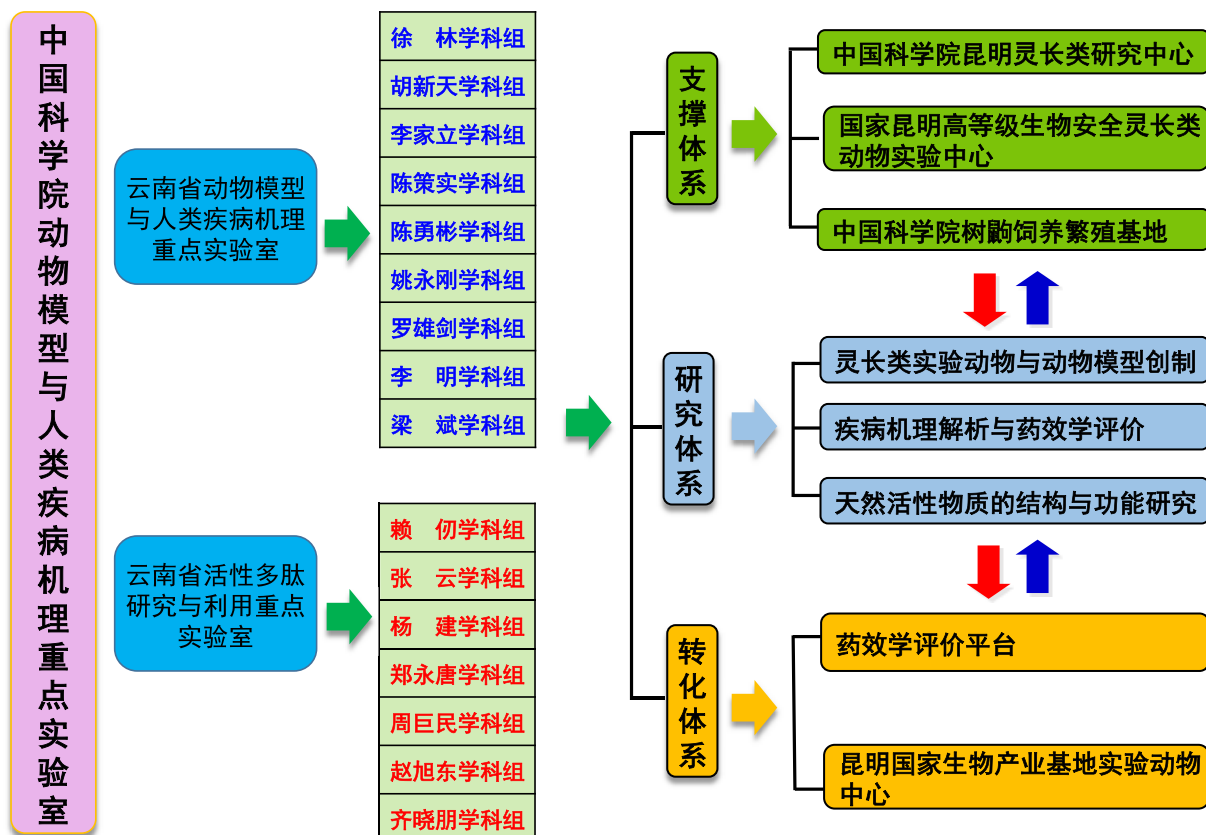 中国科学院动物模型与人类疾病机理重点实验室
云南省动物模型
与人类疾病机理
重点实验室
云南省活性多肽
研究与利用重点
实验室
徐　林学科组
胡新天学科组
李家立学科组
陈策实学科组
陈勇彬学科组
姚永刚学科组
罗雄剑学科组
李　明学科组
梁　斌学科组
赖　仞学科组
张　云学科组
杨　建学科组
郑永唐学科组
周巨民学科组
赵旭东学科组
齐晓朋学科组
支撑体系
中国科学院昆明灵长类研究中心
国家昆明高等级生物安全灵长类
动物实验中心
中国科学院树鼩饲养繁殖基地
研究体系
灵长类实验动物与动物模型创制
疾病机理解析与药效学评价
天然活性物质的结构与功能研究
转化体系
药效学评价平台
昆明国家生物产业基地实验动物
中心